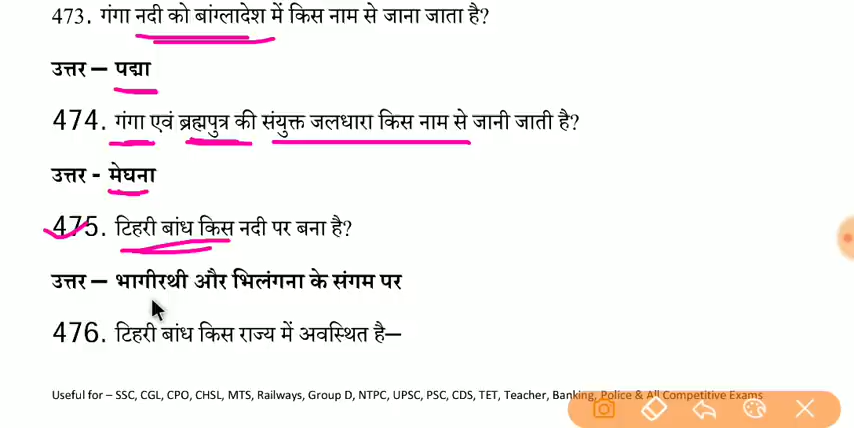 473. गंगा नदी को बांग्लादेश में किस नाम से जाना जाता है?
उत्तर – पद्मा
474. गंगा एवं ब्रह्मपुत्र की संयुक्त जलधारा किस नाम से जानी जाती है?
उत्तर - मेघना
475. टिहरी बांध किस नदी पर बना है?
उत्तर – भागीरथी और भिलंगना के संगम पर
476. टिहरी बांध किस राज्य में अवस्थित है–
Useful for – SSC, CGL, CPO, CHSL, MTS, Railways, Group D, NTPC, UPSC, PSC, CDS, TET, Teacher, Banking, Police & All Competitive Exams